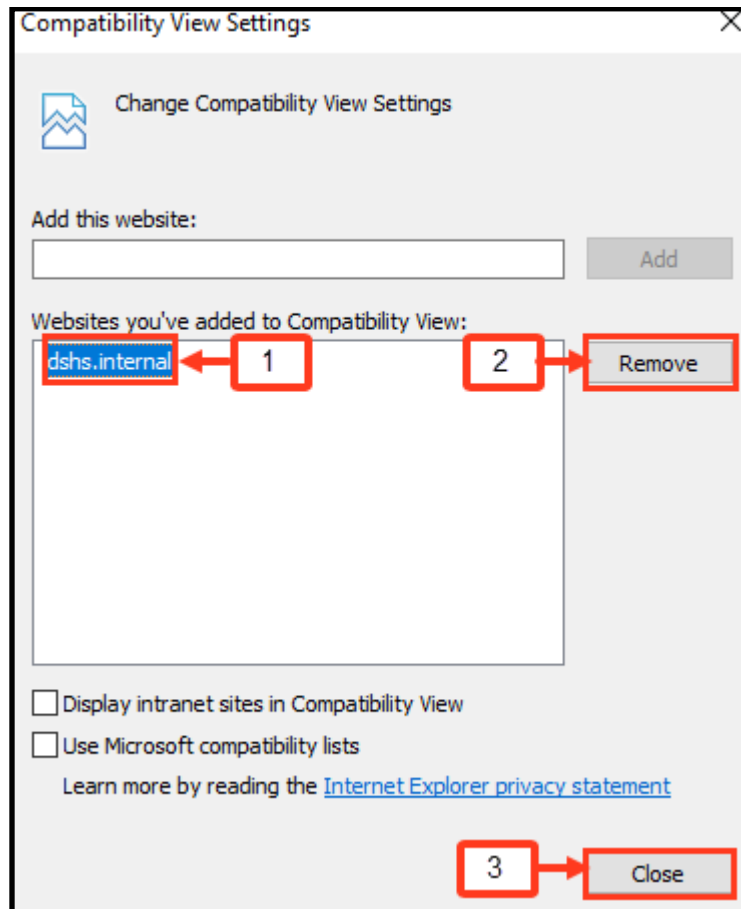 Compatibility View Settings
Change Compatibility View Settings
Add this website:
Add
Websites you've added to Compatibility View:
dshs.internal
1
2
Remove
Display intranet sites in Compatibility View
Use Microsoft compatibility lists
Learn more by reading the Internet Explorer privacy statement
3
Close